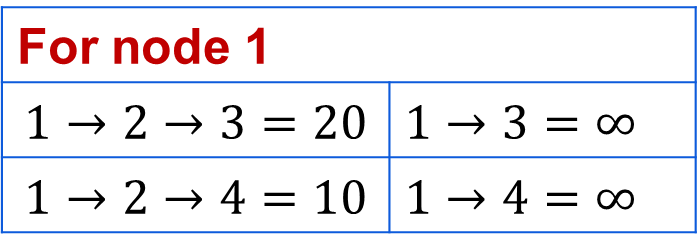 For node 1
1 → 2 → 3 = 20 1 → 3 = ∞
1 → 2 → 4 = 10 1 → 4 = ∞